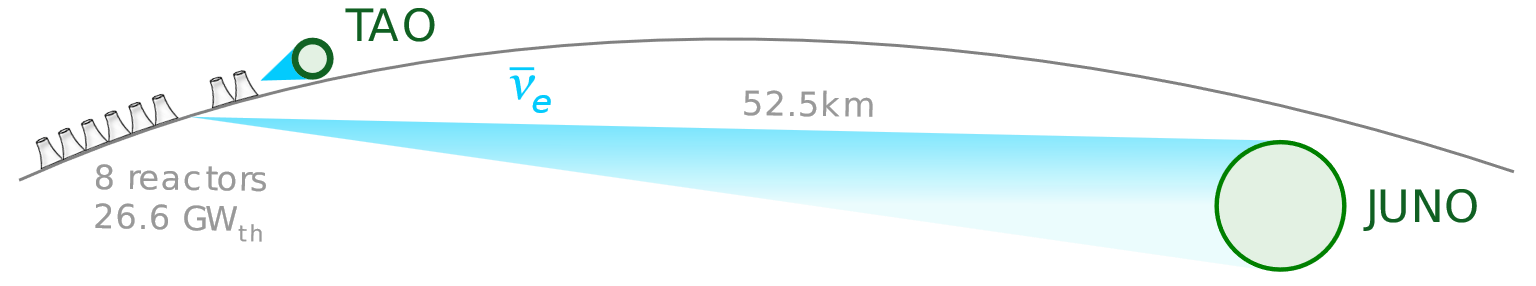 TAO
ν̅ₑ
52.5km
8 reactors
26.6 GWₜₕ
JUNO